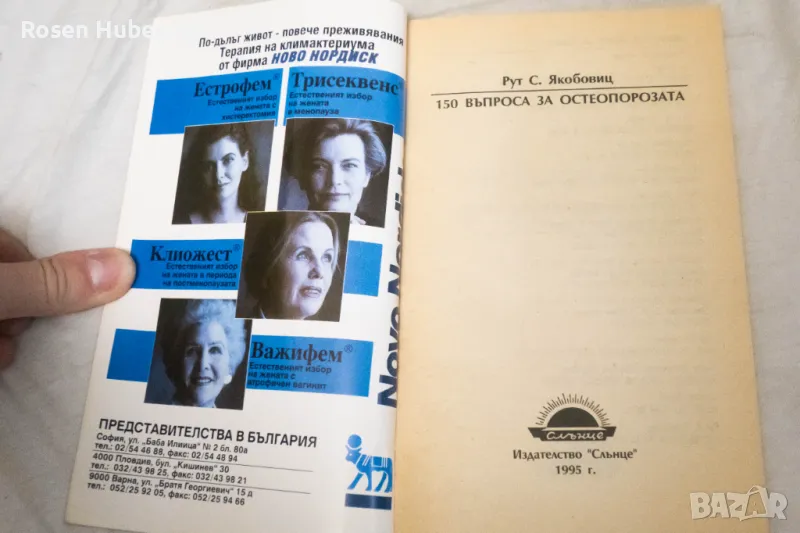 Rosen Huber
По-дълъг живот - повече преживявания
Терапия на климактериума
от фирма НОВО НОРДИСК
Естрофем®
Естественият избор
на жената с
хистеректомия
Трисеквенс®
Естественият избор
на жената
в менопауза
Клиожест®
Естественият избор
на жената в периода
на постменопаузата
Важифем®
Естественият избор
на жената с
атрофичен вагинит
Novo Nordisk
ПРЕДСТАВИТЕЛСТВА В БЪЛГАРИЯ
София, ул. "Баба Илиица" № 2 бл. 80а
тел.: 02/54 46 88, факс: 02/54 48 94
4000 Пловдив, бул. "Кишинев" 30
тел.: 032/43 98 25, факс: 032/43 98 21
9000 Варна, ул. "Братя Георгиевич" 15 д
тел.: 052/25 92 05, факс: 052/25 94 66
Рут С. Якобовиц
150 ВЪПРОСА ЗА ОСТЕОПОРОЗАТА
Слънце
Издателство "Слънце"
1995 г.
bazar